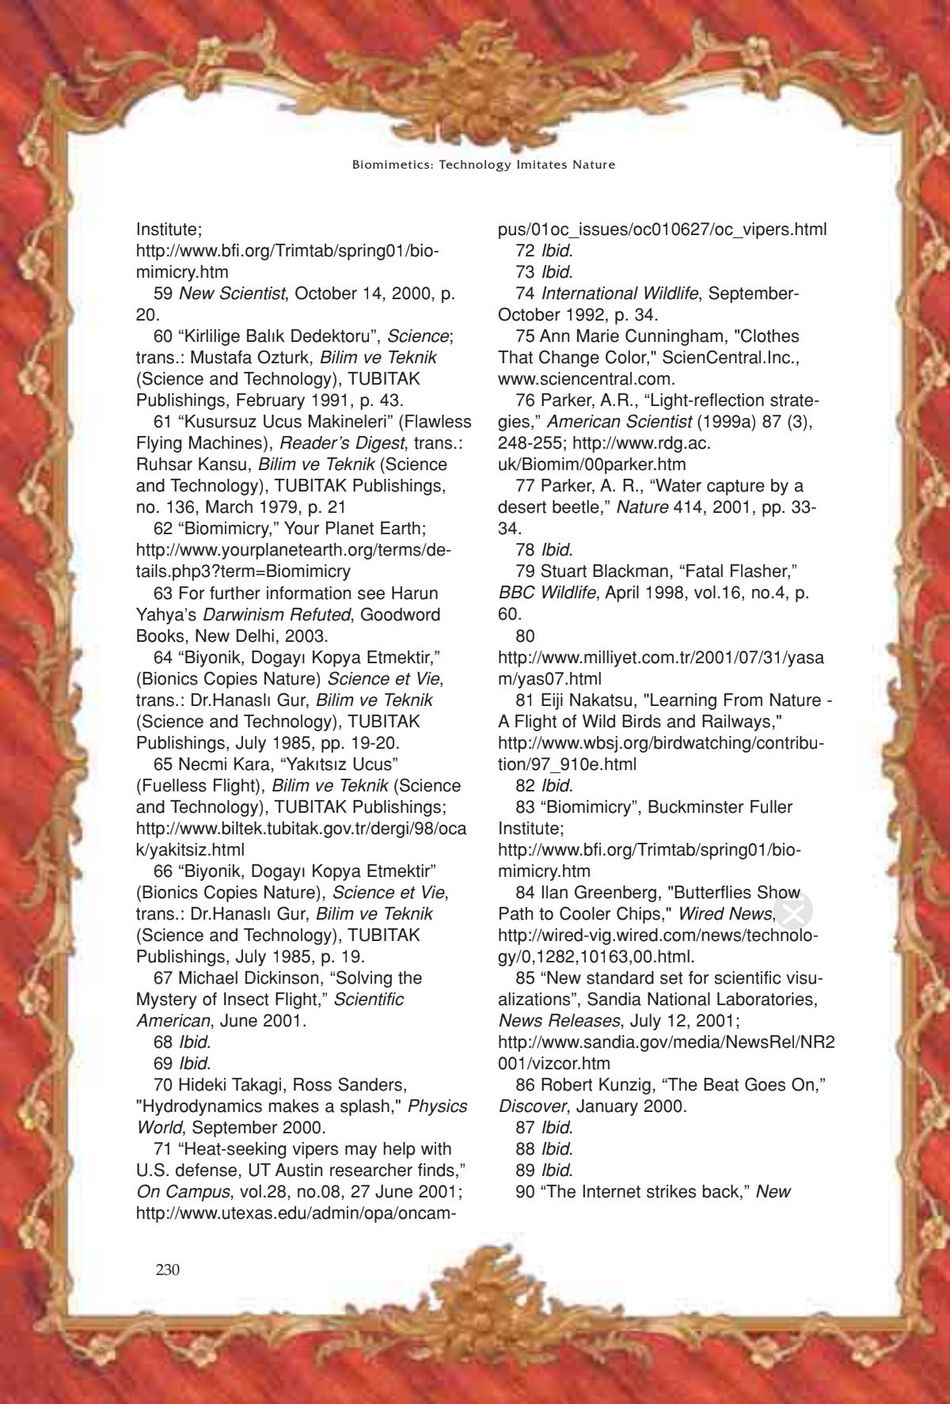 Biomimetics: Technology Imitates Nature
Institute;
http://www.bfi.org/Trimtab/spring01/bio-
mimicry.htm
59 New Scientist, October 14, 2000, p.
20.
60 “Kirlilige Balık Dedektoru”, Science;
trans.: Mustafa Ozturk, Bilim ve Teknik
(Science and Technology), TUBITAK
Publishings, February 1991, p. 43.
61 “Kusursuz Ucus Makineleri” (Flawless
Flying Machines), Reader’s Digest, trans.:
Ruhsar Kansu, Bilim ve Teknik (Science
and Technology), TUBITAK Publishings,
no. 136, March 1979, p. 21
62 “Biomimicry,” Your Planet Earth;
http://www.yourplanetearth.org/terms/de-
tails.php3?term=Biomimicry
63 For further information see Harun
Yahya’s Darwinism Refuted, Goodword
Books, New Delhi, 2003.
64 “Biyonik, Dogayı Kopya Etmektir,”
(Bionics Copies Nature) Science et Vie,
trans.: Dr.Hanaslı Gur, Bilim ve Teknik
(Science and Technology), TUBITAK
Publishings, July 1985, pp. 19-20.
65 Necmi Kara, “Yakıtsız Ucus”
(Fuelless Flight), Bilim ve Teknik (Science
and Technology), TUBITAK Publishings;
http://www.biltek.tubitak.gov.tr/dergi/98/oca
k/yakitsiz.html
66 “Biyonik, Dogayı Kopya Etmektir”
(Bionics Copies Nature), Science et Vie,
trans.: Dr.Hanaslı Gur, Bilim ve Teknik
(Science and Technology), TUBITAK
Publishings, July 1985, p. 19.
67 Michael Dickinson, “Solving the
Mystery of Insect Flight,” Scientific
American, June 2001.
68 Ibid.
69 Ibid.
70 Hideki Takagi, Ross Sanders,
"Hydrodynamics makes a splash," Physics
World, September 2000.
71 “Heat-seeking vipers may help with
U.S. defense, UT Austin researcher finds,”
On Campus, vol.28, no.08, 27 June 2001;
http://www.utexas.edu/admin/opa/oncam-
pus/01oc_issues/oc010627/oc_vipers.html
72 Ibid.
73 Ibid.
74 International Wildlife, September-
October 1992, p. 34.
75 Ann Marie Cunningham, "Clothes
That Change Color," ScienCentral.Inc.,
www.sciencentral.com.
76 Parker, A.R., “Light-reflection strate-
gies,” American Scientist (1999a) 87 (3),
248-255; http://www.rdg.ac.
uk/Biomim/00parker.htm
77 Parker, A. R., “Water capture by a
desert beetle,” Nature 414, 2001, pp. 33-
34.
78 Ibid.
79 Stuart Blackman, “Fatal Flasher,”
BBC Wildlife, April 1998, vol.16, no.4, p.
60.
80
http://www.milliyet.com.tr/2001/07/31/yasa
m/yas07.html
81 Eiji Nakatsu, "Learning From Nature -
A Flight of Wild Birds and Railways,"
http://www.wbsj.org/birdwatching/contribu-
tion/97_910e.html
82 Ibid.
83 “Biomimicry”, Buckminster Fuller
Institute;
http://www.bfi.org/Trimtab/spring01/bio-
mimicry.htm
84 Ilan Greenberg, "Butterflies Show
Path to Cooler Chips," Wired News,
http://wired-vig.wired.com/news/technolo-
gy/0,1282,10163,00.html.
85 “New standard set for scientific visu-
alizations”, Sandia National Laboratories,
News Releases, July 12, 2001;
http://www.sandia.gov/media/NewsRel/NR2
001/vizcor.htm
86 Robert Kunzig, “The Beat Goes On,”
Discover, January 2000.
87 Ibid.
88 Ibid.
89 Ibid.
90 “The Internet strikes back,” New
230